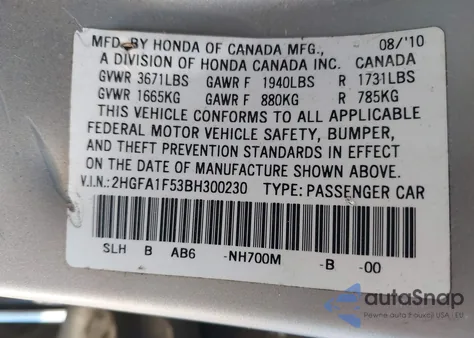 MFD. BY HONDA OF CANADA MFG., 08/'10
A DIVISION OF HONDA CANADA INC. CANADA
GVWR 3671LBS GAWR F 1940LBS R 1731LBS
GVWR 1665KG GAWR F 880KG R 785KG
THIS VEHICLE CONFORMS TO ALL APPLICABLE
FEDERAL MOTOR VEHICLE SAFETY, BUMPER,
AND THEFT PREVENTION STANDARDS IN EFFECT
ON THE DATE OF MANUFACTURE SHOWN ABOVE.
V.I.N.:2HGFA1F53BH300230 TYPE: PASSENGER CAR
SLH B AB6 -NH700M -B -00
autoSnap